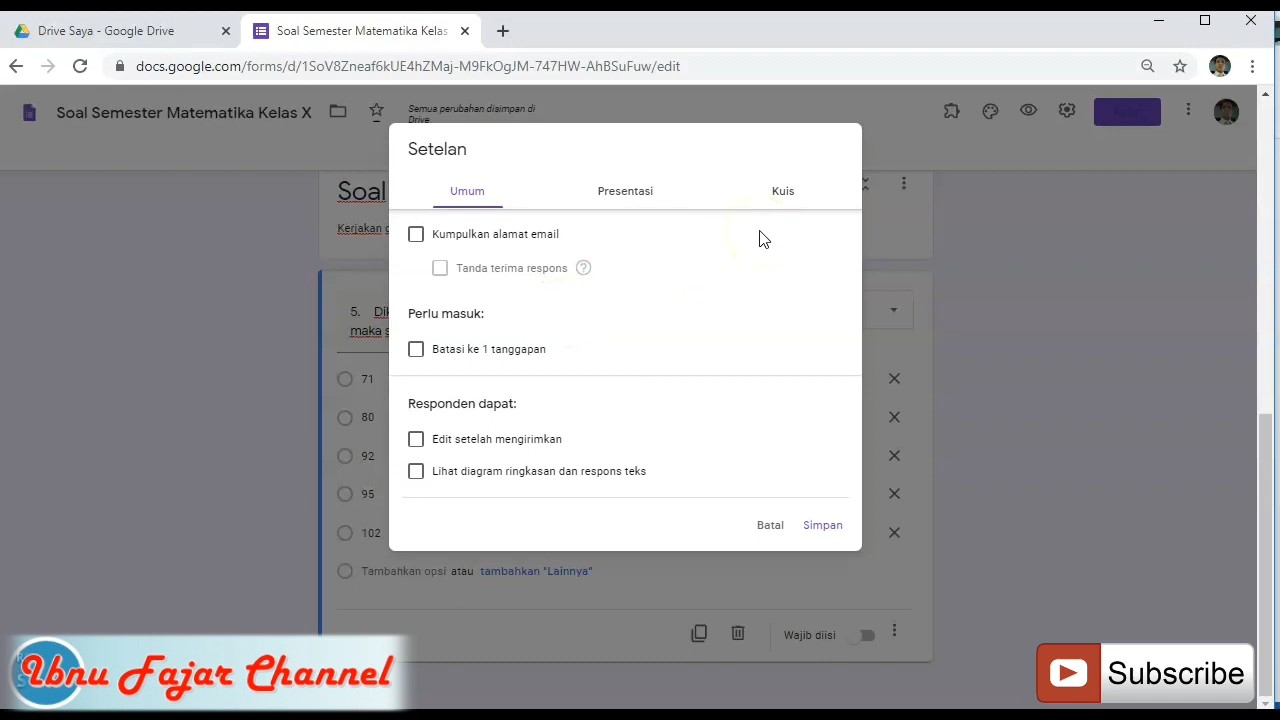 Drive Saya - Google Drive
Soal Semester Matematika Kelas
docs.google.com/forms/d/1SoV8Zneaf6kUE4hZMaj-M9FkOgJM-747HW-AhBSuFuw/edit
Soal Semester Matematika Kelas X
Semua perubahan disimpan di
Drive
Setelan
Umum
Presentasi
Kuis
Soal
Kerjakan
Kumpulkan alamat email
Tanda terima respons
Perlu masuk:
5.
maka
Batasi ke 1 tanggapan
71
Responden dapat:
80
Edit setelah mengirimkan
92
Lihat diagram ringkasan dan respons teks
95
Batal
Simpan
102
Tambahkan opsi atau tambahkan "Lainnya"
Wajib diisi
Ubnu Fajar Channel
Subscribe